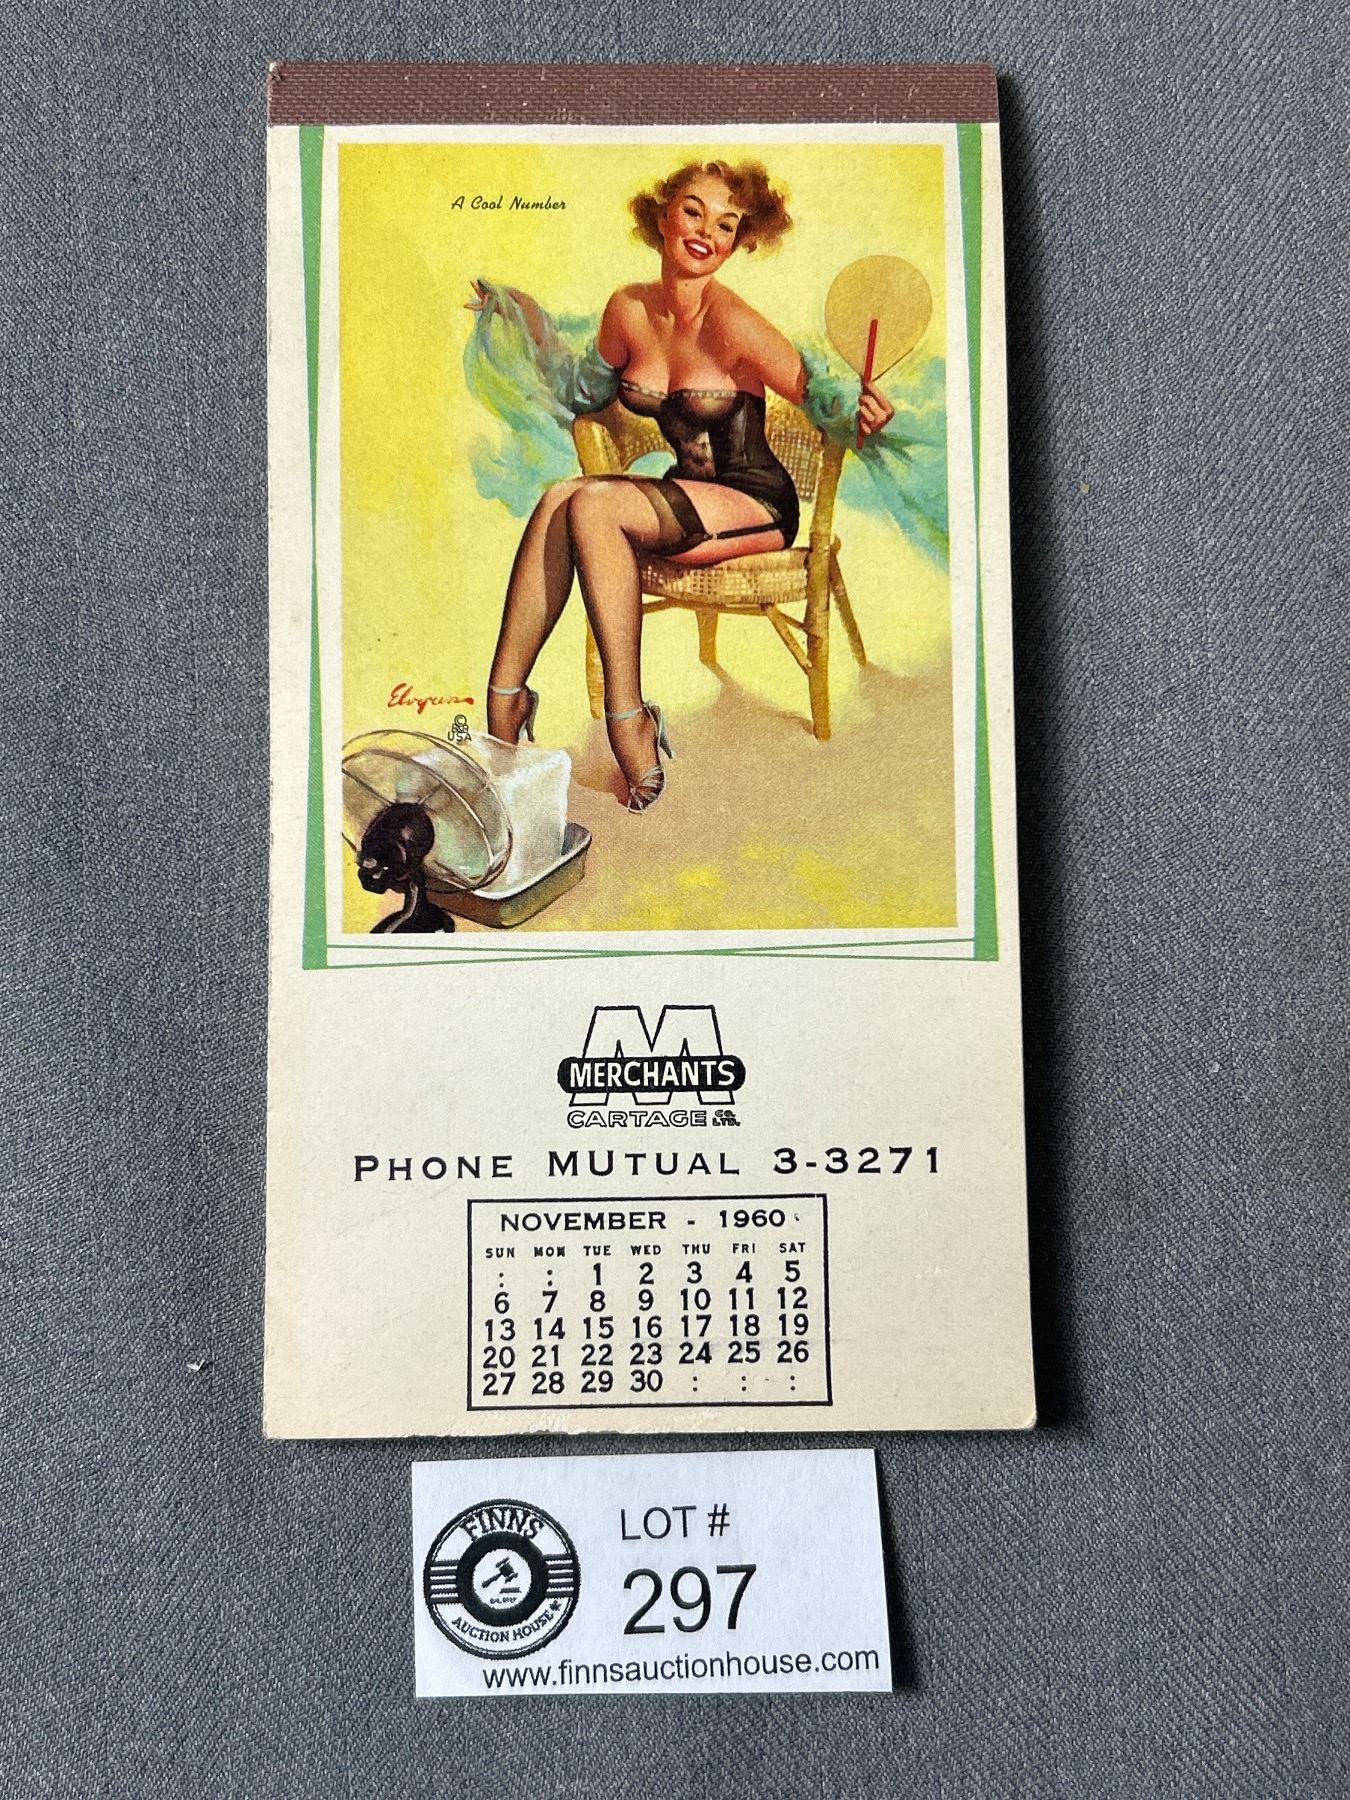 A Cool Number
Elvgren
©
USA
M
MERCHANTS
CARTAGE CO. LTD.
PHONE MUTUAL 3-3271
NOVEMBER - 1960
SUN MON TUE WED THU FRI SAT
: : 1 2 3 4 5
6 7 8 9 10 11 12
13 14 15 16 17 18 19
20 21 22 23 24 25 26
27 28 29 30 : : :
FINNS
AUCTION HOUSE
LOT #
297
www.finnsauctionhouse.com